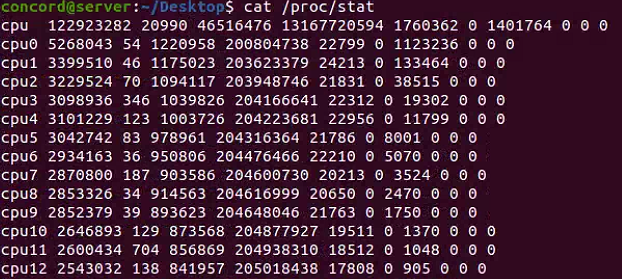 concord@server:~/Desktop$ cat /proc/stat
cpu  122923282 20990 46516476 13167720594 1760362 0 1401764 0 0 0
cpu0 5268043 54 1220958 200804738 22799 0 1123236 0 0 0
cpu1 3399510 46 1175023 203623379 24213 0 133464 0 0 0
cpu2 3229524 70 1094117 203948746 21831 0 38515 0 0 0
cpu3 3098936 346 1039826 204166641 22312 0 19302 0 0 0
cpu4 3101229 123 1003726 204223681 22956 0 11799 0 0 0
cpu5 3042742 83 978961 204316364 21786 0 8001 0 0 0
cpu6 2934163 36 950806 204476466 22210 0 5070 0 0 0
cpu7 2870800 187 903586 204600730 20213 0 3524 0 0 0
cpu8 2853326 34 914563 204616999 20650 0 2470 0 0 0
cpu9 2852379 39 893623 204648046 21763 0 1750 0 0 0
cpu10 2646893 129 873568 204877927 19511 0 1370 0 0 0
cpu11 2600434 704 856869 204938310 18512 0 1048 0 0 0
cpu12 2543032 138 841957 205018438 17808 0 905 0 0 0